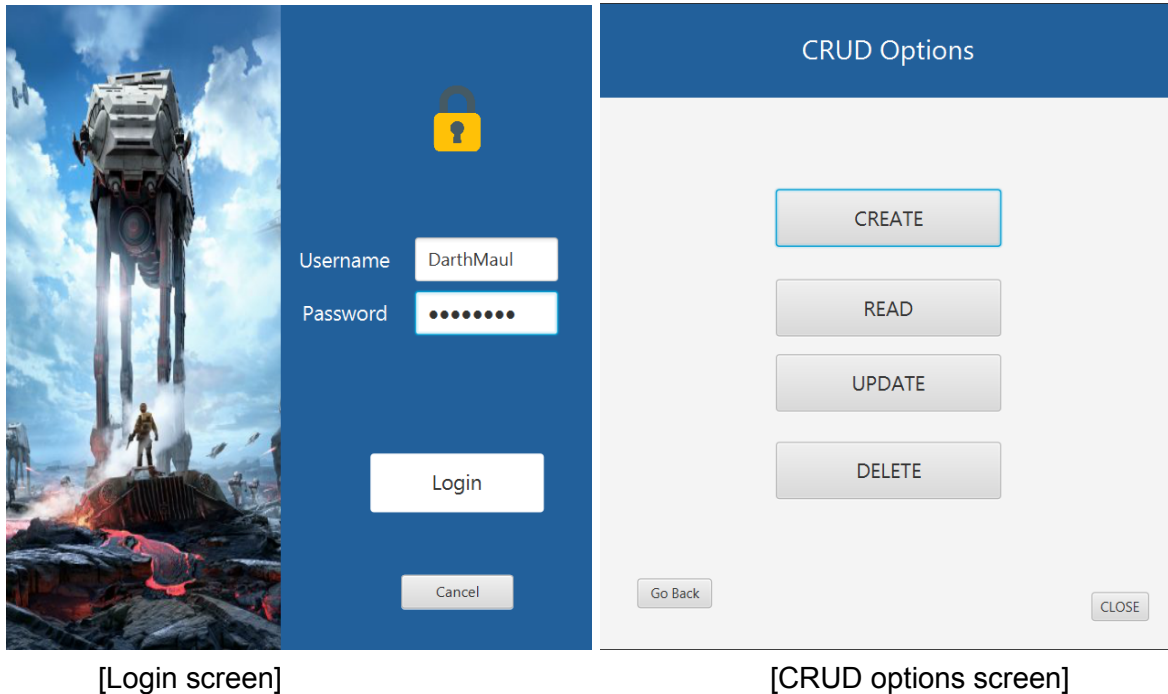 Username DarthMaul
Password ●●●●●●●●
Login
Cancel
[Login screen]
CRUD Options
CREATE
READ
UPDATE
DELETE
Go Back
CLOSE
[CRUD options screen]